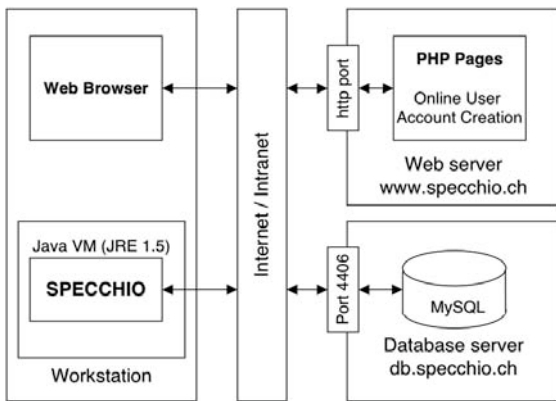 Web Browser
Java VM (JRE 1.5)
SPECCHIO
Workstation
Internet / Intranet
http port
PHP Pages
Online User
Account Creation
Web server
www.specchio.ch
Port 4406
MySQL
Database server
db.specchio.ch